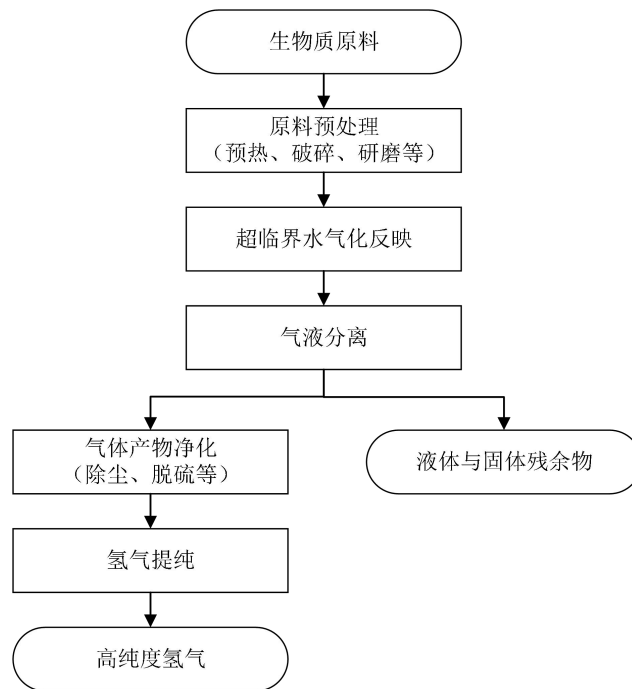 生物质原料
原料预处理
（预热、破碎、研磨等）
超临界水气化反映
气液分离
气体产物净化
（除尘、脱硫等）
液体与固体残余物
氢气提纯
高纯度氢气